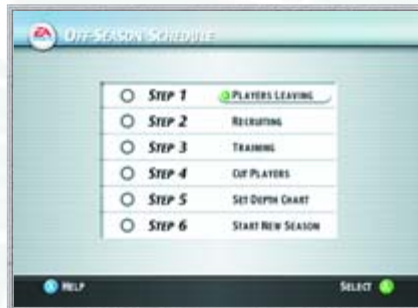 EA
OFF-SEASON SCHEDULE
STEP 1 PLAYERS LEAVING
STEP 2 RECRUITING
STEP 3 TRAINING
STEP 4 CUT PLAYERS
STEP 5 SET DEPTH CHART
STEP 6 START NEW SEASON
X HELP SELECT A